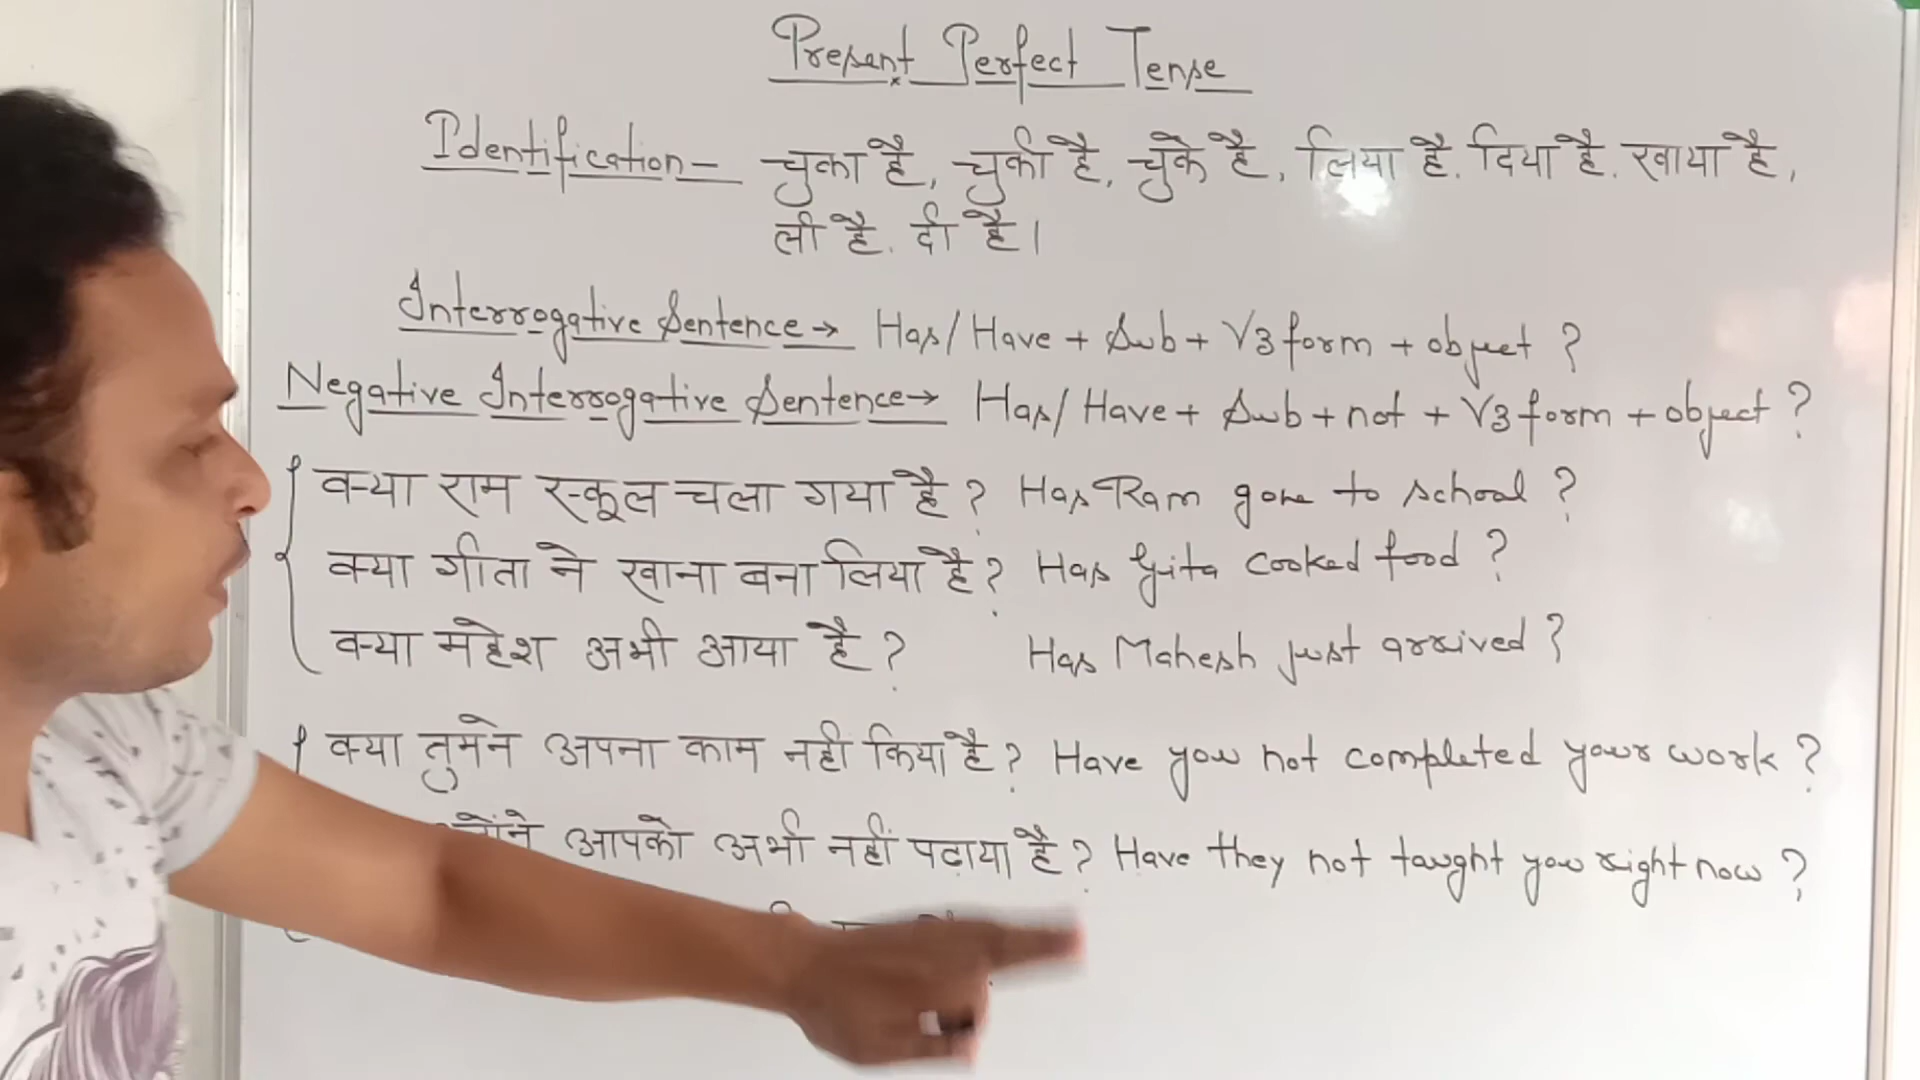 Present Perfect Tense
Identification – चुका है, चुकी है, चुके है, लिया है. दिया है. खाया है,
ली है. दी है।
Interrogative Sentence → Has/Have + Sub + V3 form + object ?
Negative Interrogative Sentence → Has/Have + Sub + not + V3 form + object ?
क्या राम स्कूल चला गया है ? Has Ram gone to school ?
क्या गीता ने खाना बना लिया है ? Has Gita cooked food ?
क्या महेश अभी आया है ? Has Mahesh just arrived ?
क्या तुमने अपना काम नही किया है ? Have you not completed your work ?
आपको अभी नहीं पढाया है ? Have they not taught you right now ?